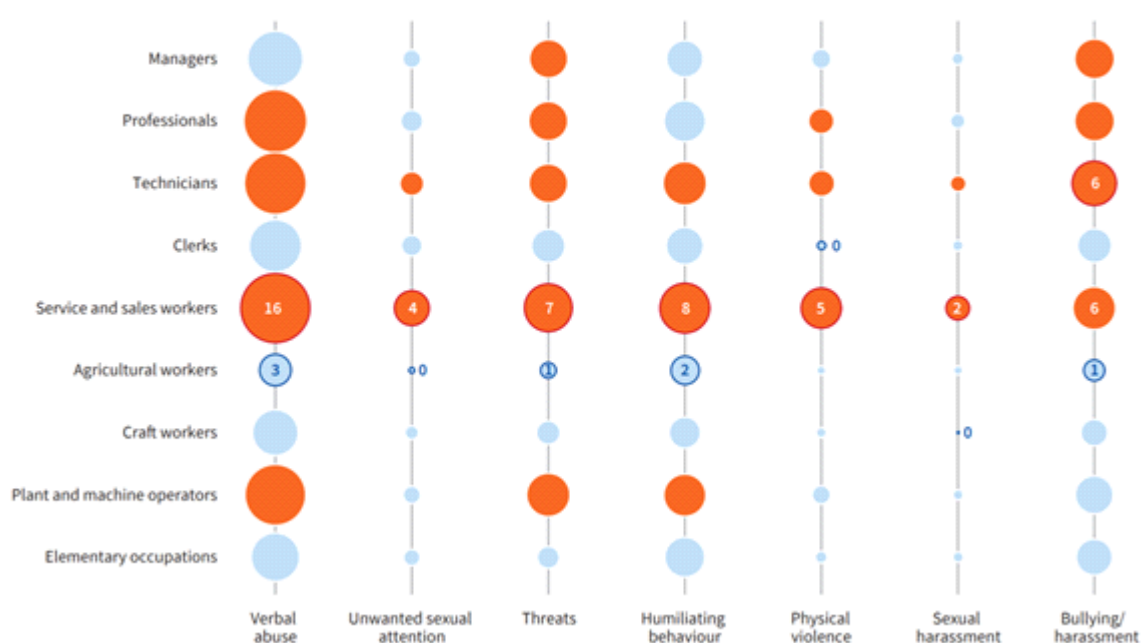 Managers
Professionals
Technicians
6
Clerks
0
Service and sales workers
16
4
7
8
5
2
6
Agricultural workers
3
0
1
2
1
Craft workers
0
Plant and machine operators
Elementary occupations
Verbal
abuse
Unwanted sexual
attention
Threats
Humiliating
behaviour
Physical
violence
Sexual
harassment
Bullying/
harassment